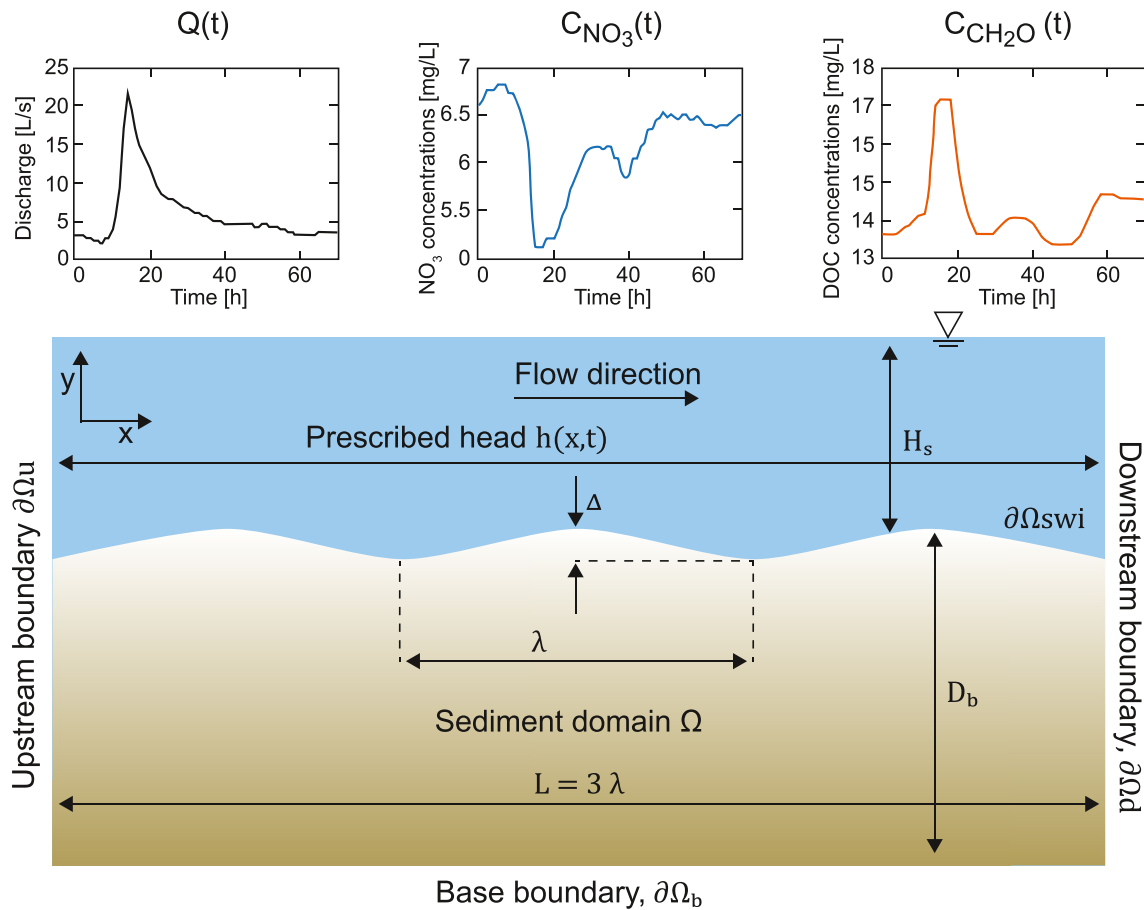 Q(t)
Discharge [L/s]
25
20
15
10
5
0
0 20 40 60
Time [h]
C_NO₃(t)
NO₃ concentrations [mg/L]
7
6.5
6
5.5
5
0 20 40 60
Time [h]
C_CH₂O (t)
DOC concentrations [mg/L]
18
17
16
15
14
13
0 20 40 60
Time [h]
y
x
Flow direction
Prescribed head h(x,t)
Hₛ
Δ
∂Ωswi
Upstream boundary ∂Ωu
Downstream boundary, ∂Ωd
λ
D_b
Sediment domain Ω
L = 3 λ
Base boundary, ∂Ω_b